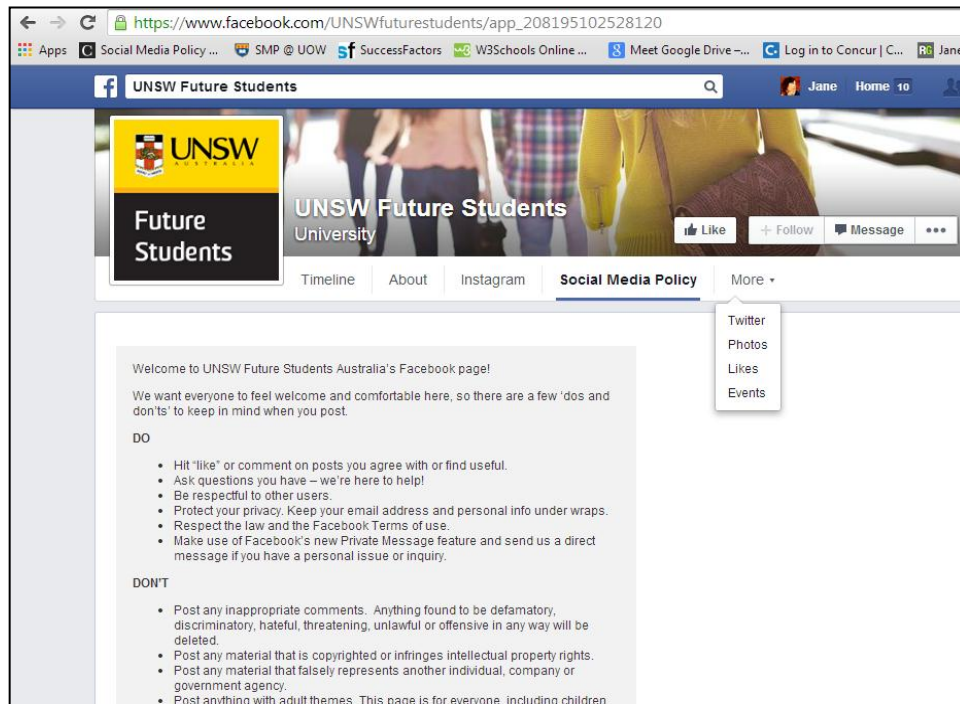 https://www.facebook.com/UNSWfuturestudents/app_208195102528120
Apps Social Media Policy ... SMP @ UOW SuccessFactors W3Schools Online ... Meet Google Drive –... Log in to Concur | C... Jane
UNSW Future Students Jane Home 10
UNSW
AUSTRALIA
Future
Students
UNSW Future Students
University
Like + Follow Message
Timeline About Instagram Social Media Policy More
Twitter
Photos
Likes
Events
Welcome to UNSW Future Students Australia's Facebook page!
We want everyone to feel welcome and comfortable here, so there are a few 'dos and
don'ts' to keep in mind when you post.
DO
• Hit "like" or comment on posts you agree with or find useful.
• Ask questions you have – we're here to help!
• Be respectful to other users.
• Protect your privacy. Keep your email address and personal info under wraps.
• Respect the law and the Facebook Terms of use.
• Make use of Facebook's new Private Message feature and send us a direct
message if you have a personal issue or inquiry.
DON'T
• Post any inappropriate comments. Anything found to be defamatory,
discriminatory, hateful, threatening, unlawful or offensive in any way will be
deleted.
• Post any material that is copyrighted or infringes intellectual property rights.
• Post any material that falsely represents another individual, company or
government agency.
• Post anything with adult themes. This page is for everyone, including children